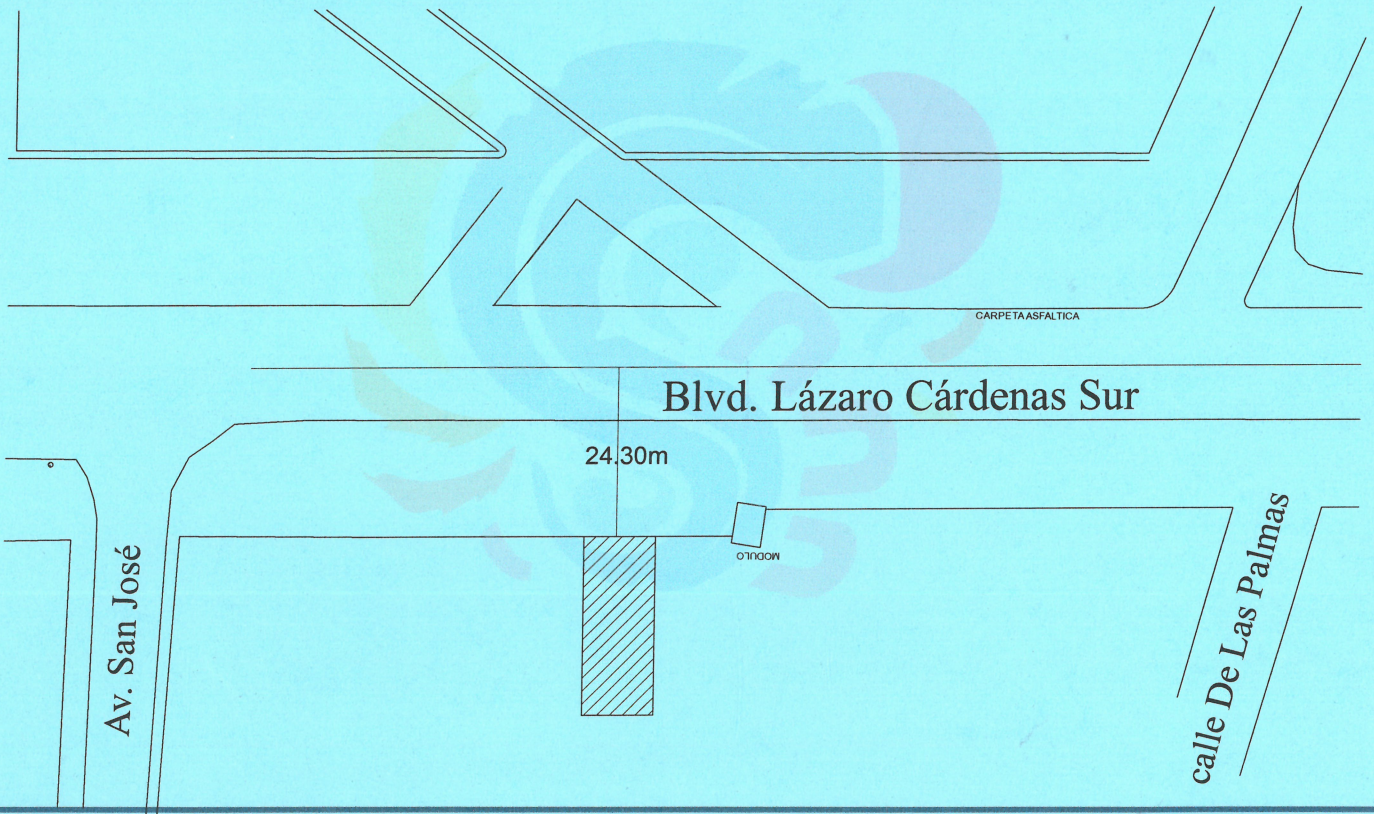 CARPETA ASFALTICA
Blvd. Lázaro Cárdenas Sur
24.30m
MODULO
Av. San José
calle De Las Palmas